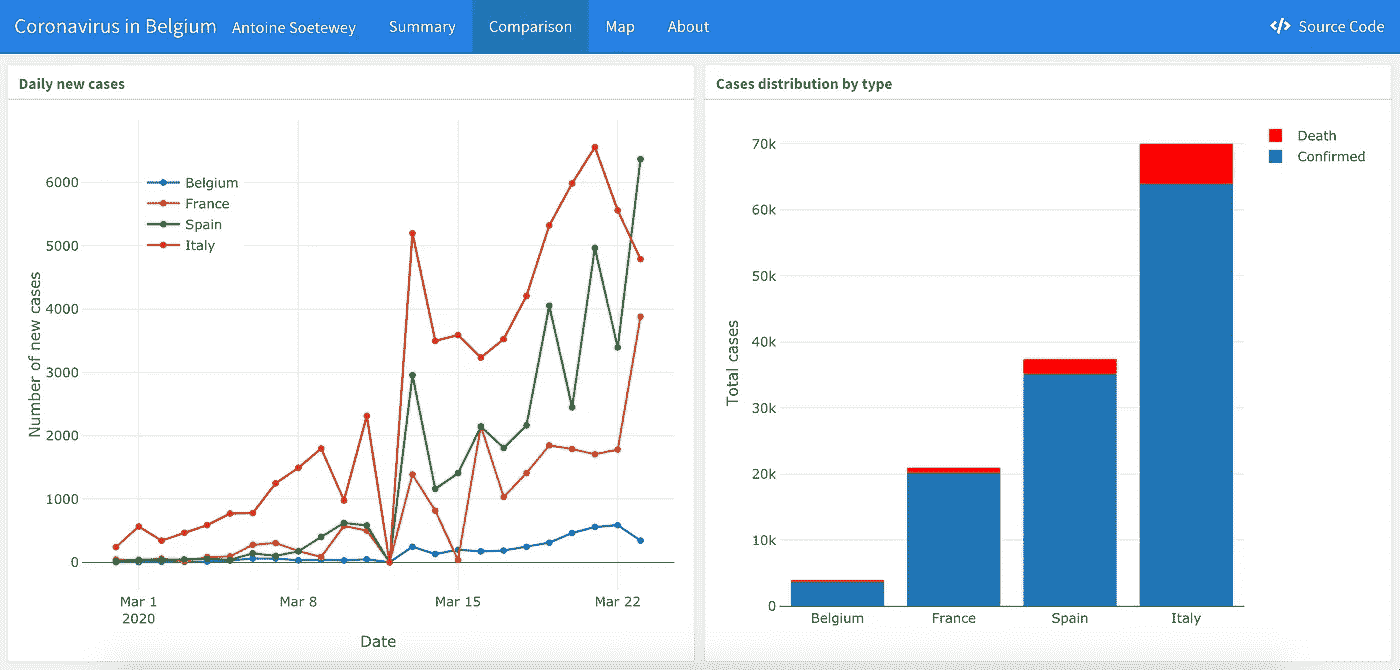 Coronavirus in Belgium Antoine Soetewey Summary Comparison Map About Source Code
Daily new cases
6000
5000
4000
3000
2000
1000
0
Number of new cases
Belgium
France
Spain
Italy
Mar 1
2020
Mar 8
Mar 15
Mar 22
Date
Cases distribution by type
70k
60k
50k
40k
30k
20k
10k
0
Total cases
Belgium
France
Spain
Italy
Death
Confirmed